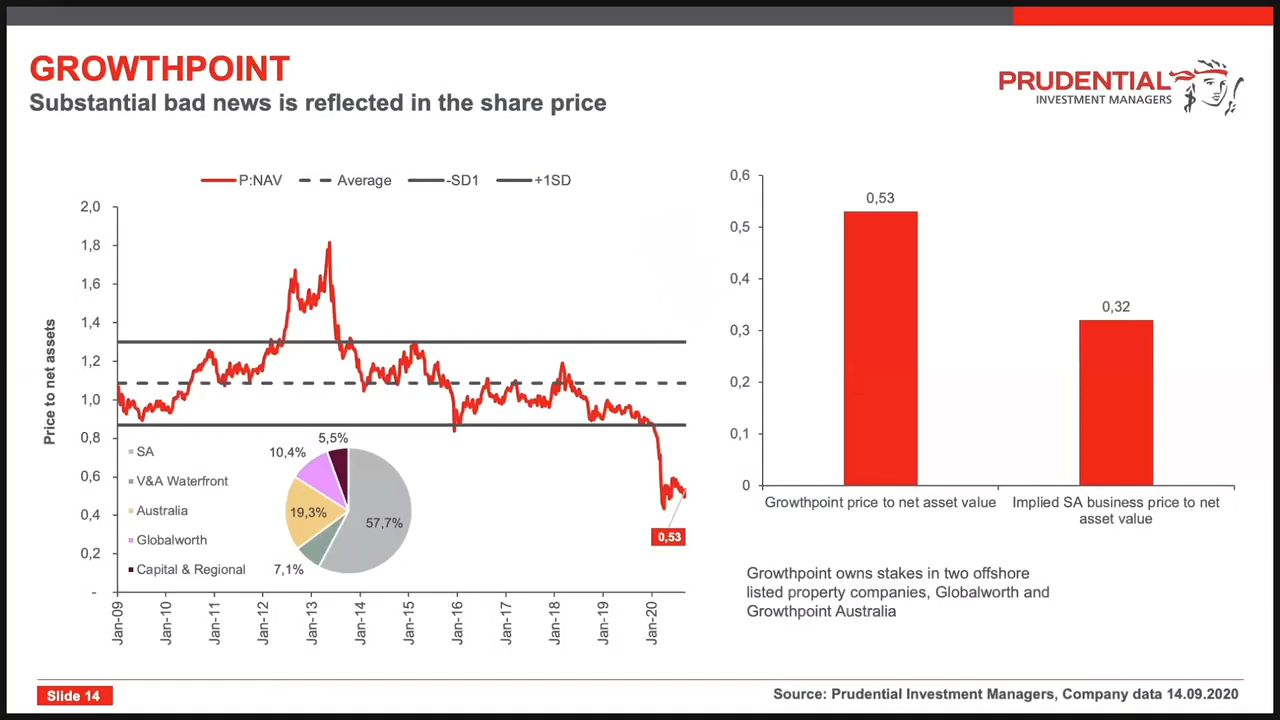 GROWTHPOINT
Substantial bad news is reflected in the share price
PRUDENTIAL
INVESTMENT MANAGERS
P:NAV
Average
-SD1
+1SD
Price to net assets
2,0
1,8
1,6
1,4
1,2
1,0
0,8
0,6
0,4
0,2
-
Jan-09
Jan-10
Jan-11
Jan-12
Jan-13
Jan-14
Jan-15
Jan-16
Jan-17
Jan-18
Jan-19
Jan-20
0,53
SA
V&A Waterfront
Australia
Globalworth
Capital & Regional
5,5%
10,4%
19,3%
57,7%
7,1%
0,6
0,5
0,4
0,3
0,2
0,1
0
0,53
0,32
Growthpoint price to net asset value
Implied SA business price to net
asset value
Growthpoint owns stakes in two offshore
listed property companies, Globalworth and
Growthpoint Australia
Slide 14
Source: Prudential Investment Managers, Company data 14.09.2020